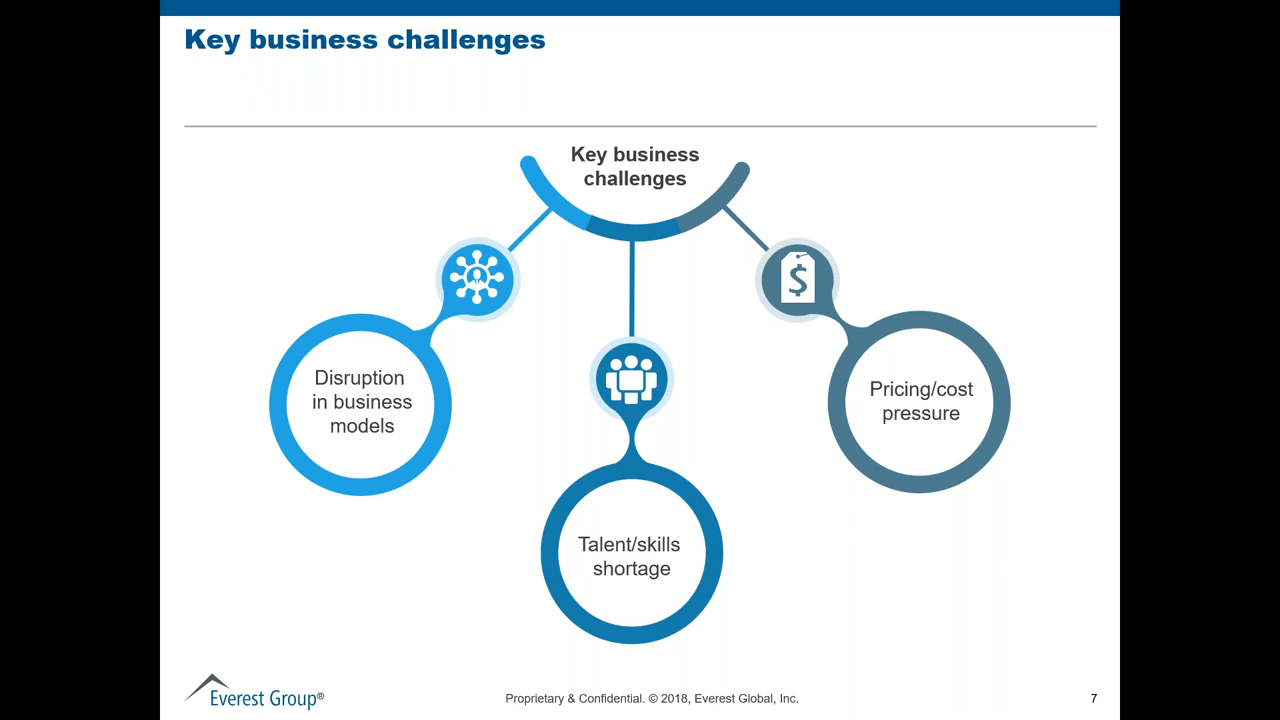 Key business challenges
Key business
challenges
$
Disruption
in business
models
Talent/skills
shortage
Pricing/cost
pressure
Everest Group®
Proprietary & Confidential. © 2018, Everest Global, Inc.
7